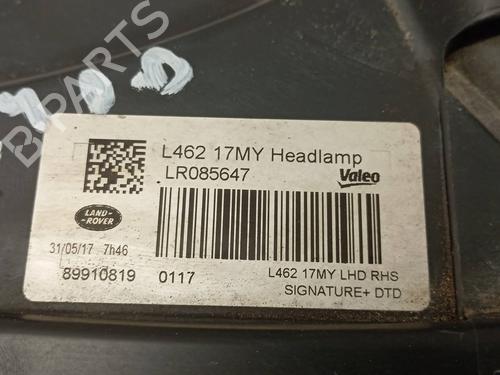 B PARTS
L462 17MY Headlamp
LR085647
Valeo
LAND-
ROVER
31/05/17 7h46
89910819 0117
L462 17MY LHD RHS
SIGNATURE+ DTD